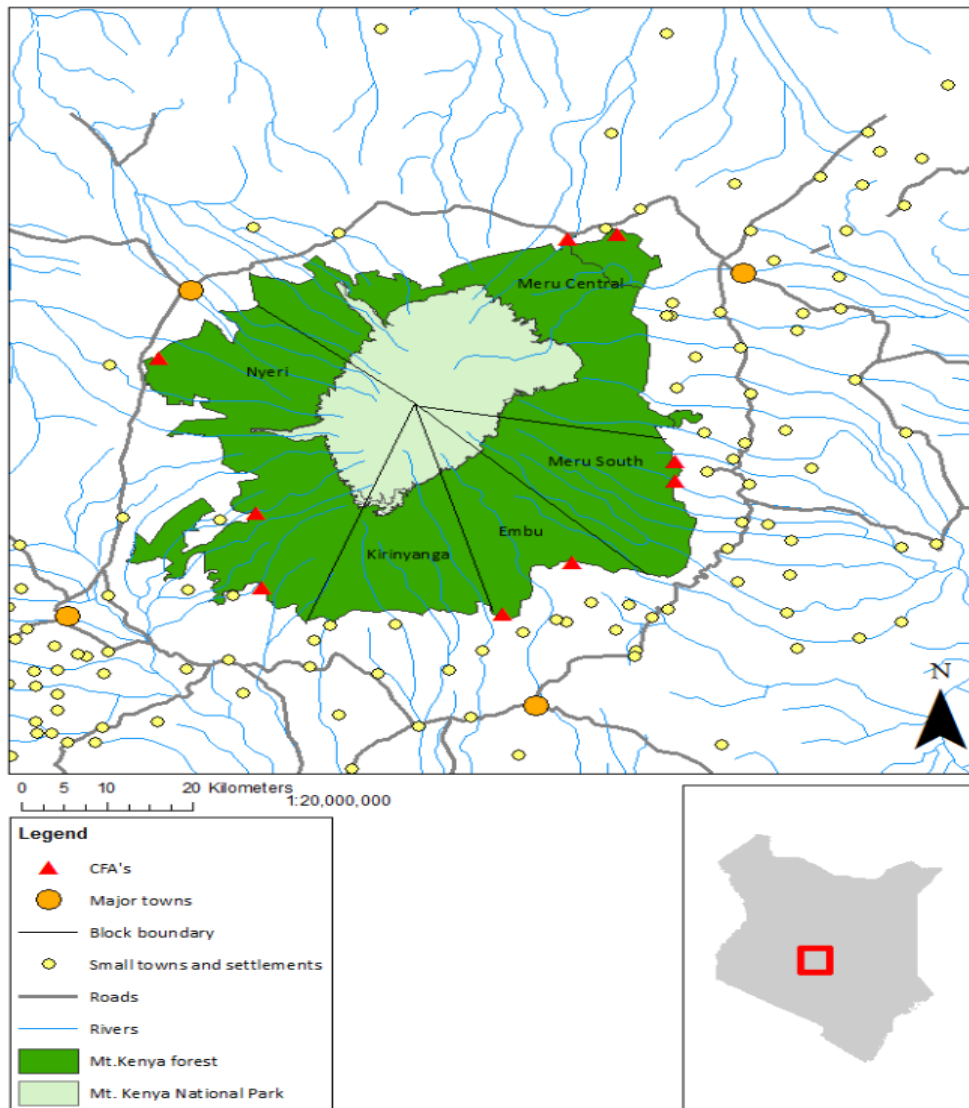 Meru Central
Nyeri
Meru South
Embu
Kirinyanga
N
0 5 10 20 Kilometers
1:20,000,000
Legend
CFA's
Major towns
Block boundary
Small towns and settlements
Roads
Rivers
Mt.Kenya forest
Mt. Kenya National Park